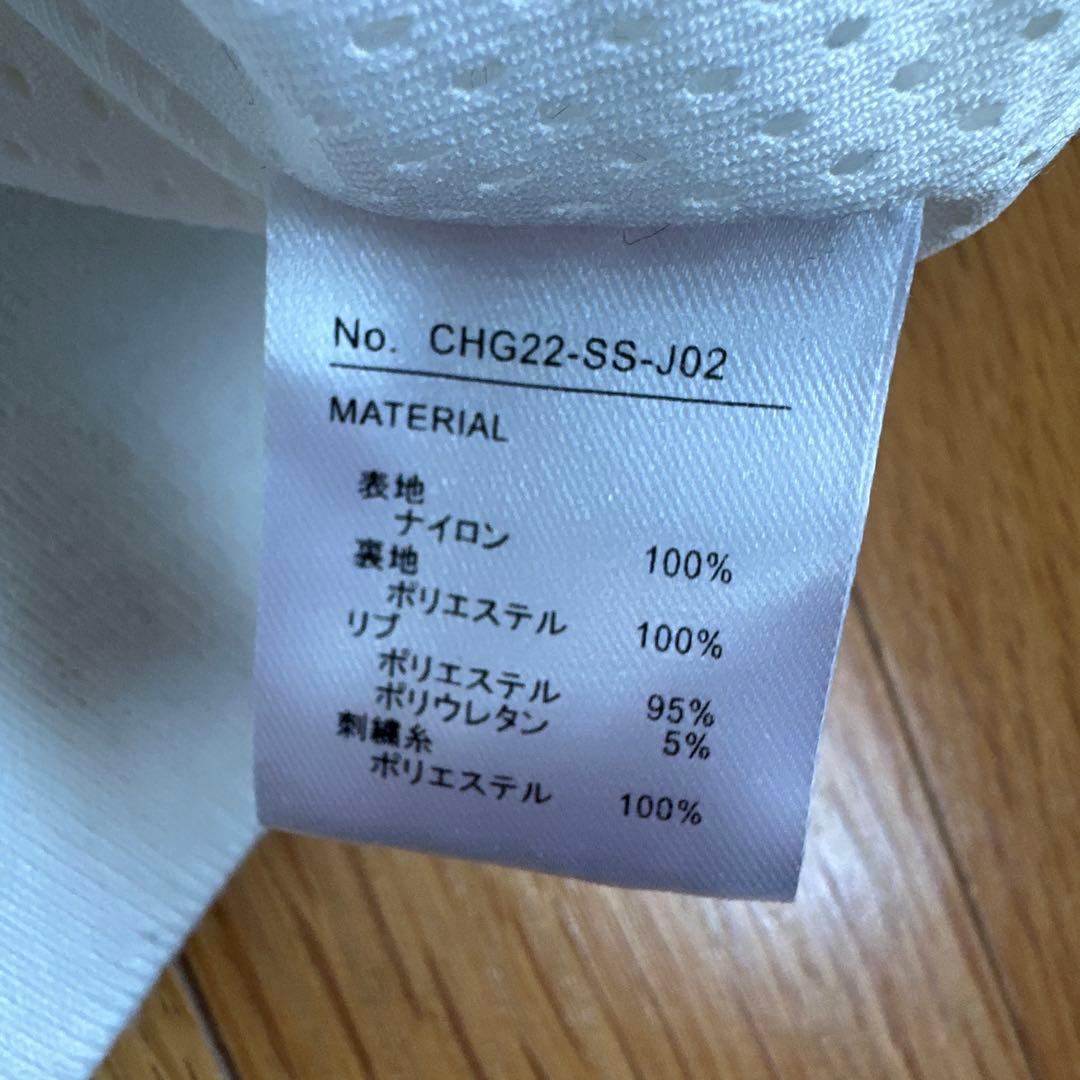 No. CHG22-SS-J02
MATERIAL
表地
ナイロン 100%
裏地
ポリエステル 100%
リブ
ポリエステル 95%
ポリウレタン 5%
刺繍糸
ポリエステル 100%